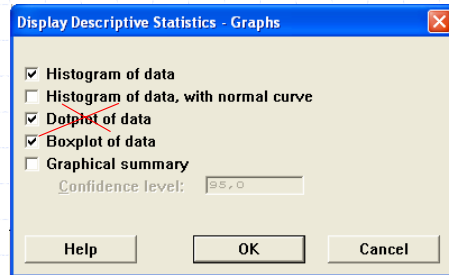 Display Descriptive Statistics - Graphs
Histogram of data
Histogram of data, with normal curve
Dotplot of data
Boxplot of data
Graphical summary
Confidence level: 95,0
Help OK Cancel